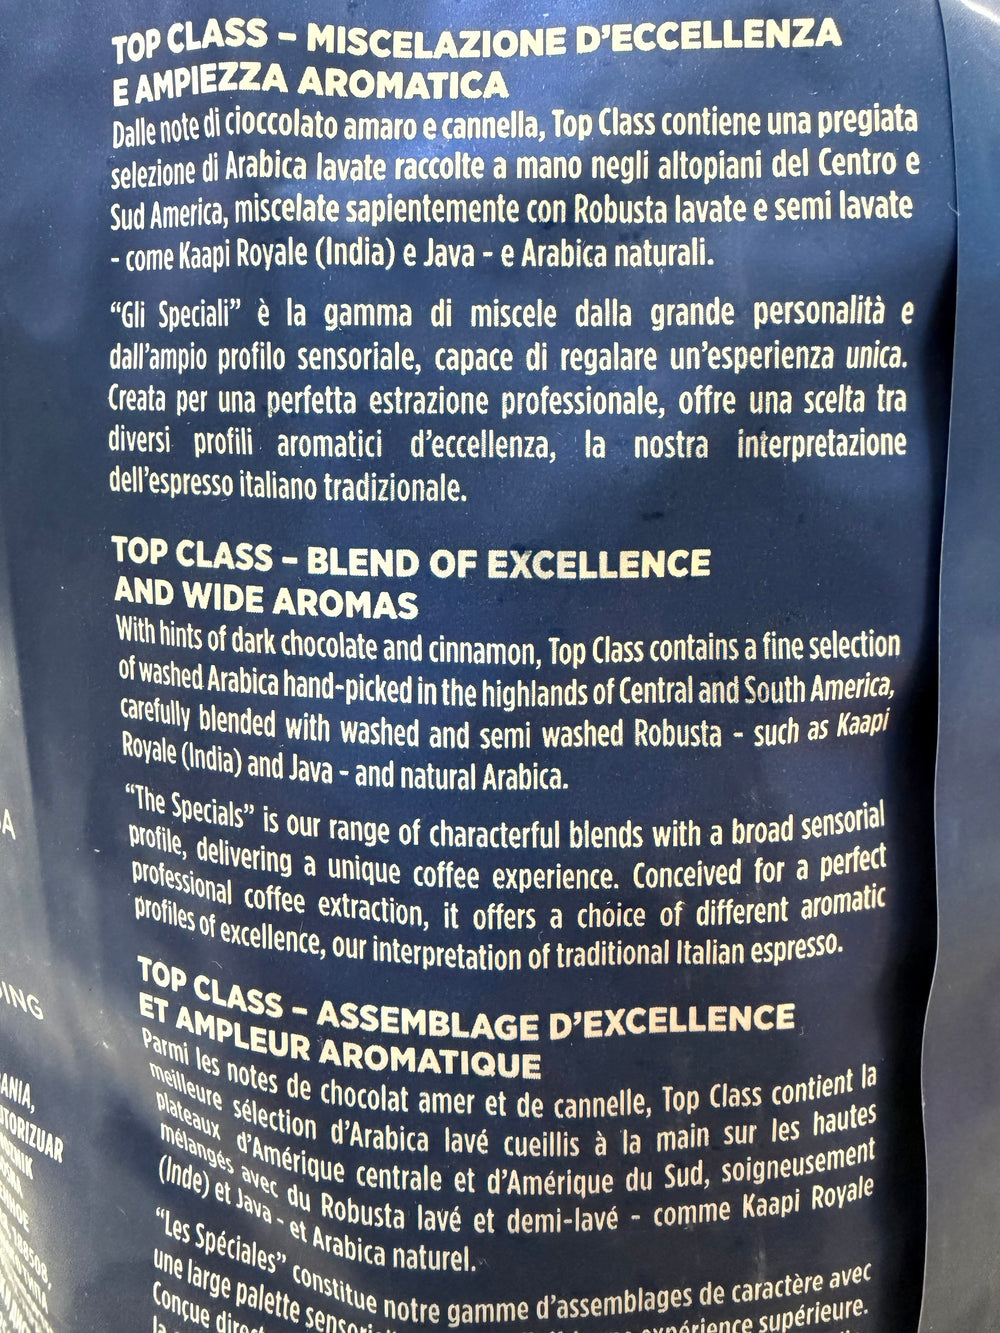 TOP CLASS – MISCELAZIONE D'ECCELLENZA
E AMPIEZZA AROMATICA
Dalle note di cioccolato amaro e cannella, Top Class contiene una pregiata
selezione di Arabica lavate raccolte a mano negli altopiani del Centro e
Sud America, miscelate sapientemente con Robusta lavate e semi lavate
- come Kaapi Royale (India) e Java - e Arabica naturali.
“Gli Speciali” è la gamma di miscele dalla grande personalità e
dall'ampio profilo sensoriale, capace di regalare un'esperienza unica.
Creata per una perfetta estrazione professionale, offre una scelta tra
diversi profili aromatici d'eccellenza, la nostra interpretazione
dell'espresso italiano tradizionale.
TOP CLASS – BLEND OF EXCELLENCE
AND WIDE AROMAS
With hints of dark chocolate and cinnamon, Top Class contains a fine selection
of washed Arabica hand-picked in the highlands of Central and South America,
carefully blended with washed and semi washed Robusta - such as Kaapi
Royale (India) and Java - and natural Arabica.
“The Specials” is our range of characterful blends with a broad sensorial
profile, delivering a unique coffee experience. Conceived for a perfect
professional coffee extraction, it offers a choice of different aromatic
profiles of excellence, our interpretation of traditional Italian espresso.
TOP CLASS – ASSEMBLAGE D'EXCELLENCE
ET AMPLEUR AROMATIQUE
Parmi les notes de chocolat amer et de cannelle, Top Class contient la
meilleure sélection d'Arabica lavé cueillis à la main sur les hautes
plateaux d'Amérique centrale et d'Amérique du Sud, soigneusement
mélangés avec du Robusta lavé et demi-lavé - comme Kaapi Royale
(Inde) et Java - et Arabica naturel.
“Les Spéciales” constitue notre gamme d'assemblages de caractère avec
une large palette expérience supérieure.
Conçue